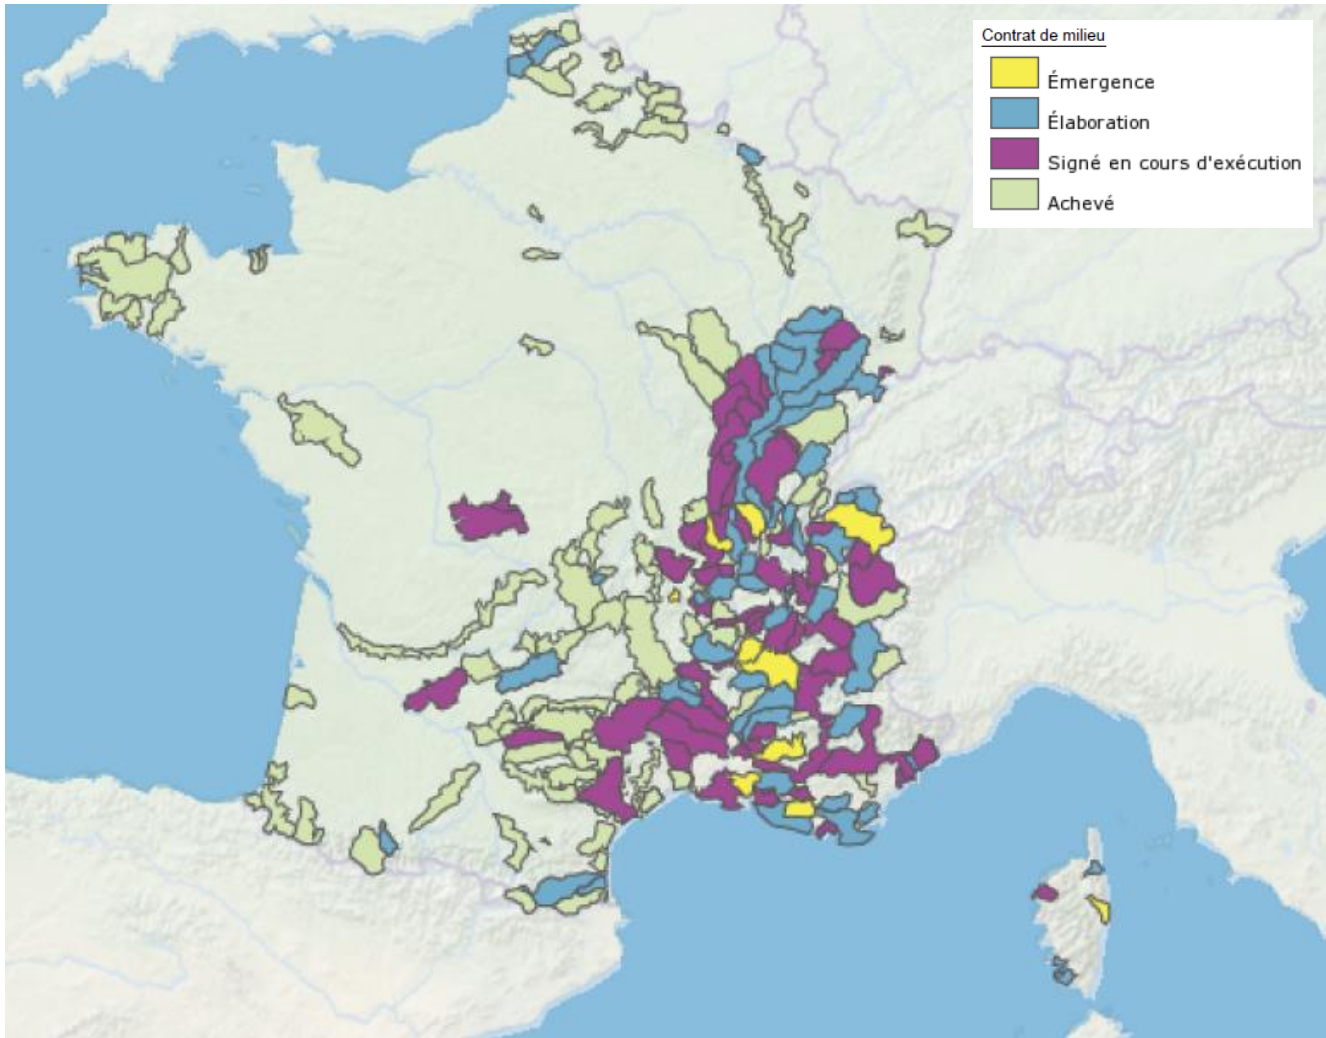 Contrat de milieu
Émergence
Élaboration
Signé en cours d'exécution
Achevé